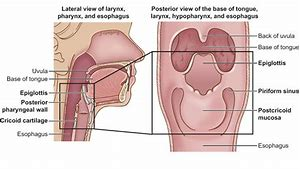 Lateral view of larynx,
pharynx, and esophagus
Posterior view of the base of tongue,
larynx, hypopharynx, and esophagus
Uvula
Base of tongue
Epiglottis
Posterior
pharyngeal wall
Cricoid cartilage
Esophagus
Back of uvula
Base of tongue
Epiglottis
Piriform sinus
Postcricoid
mucosa
Esophagus